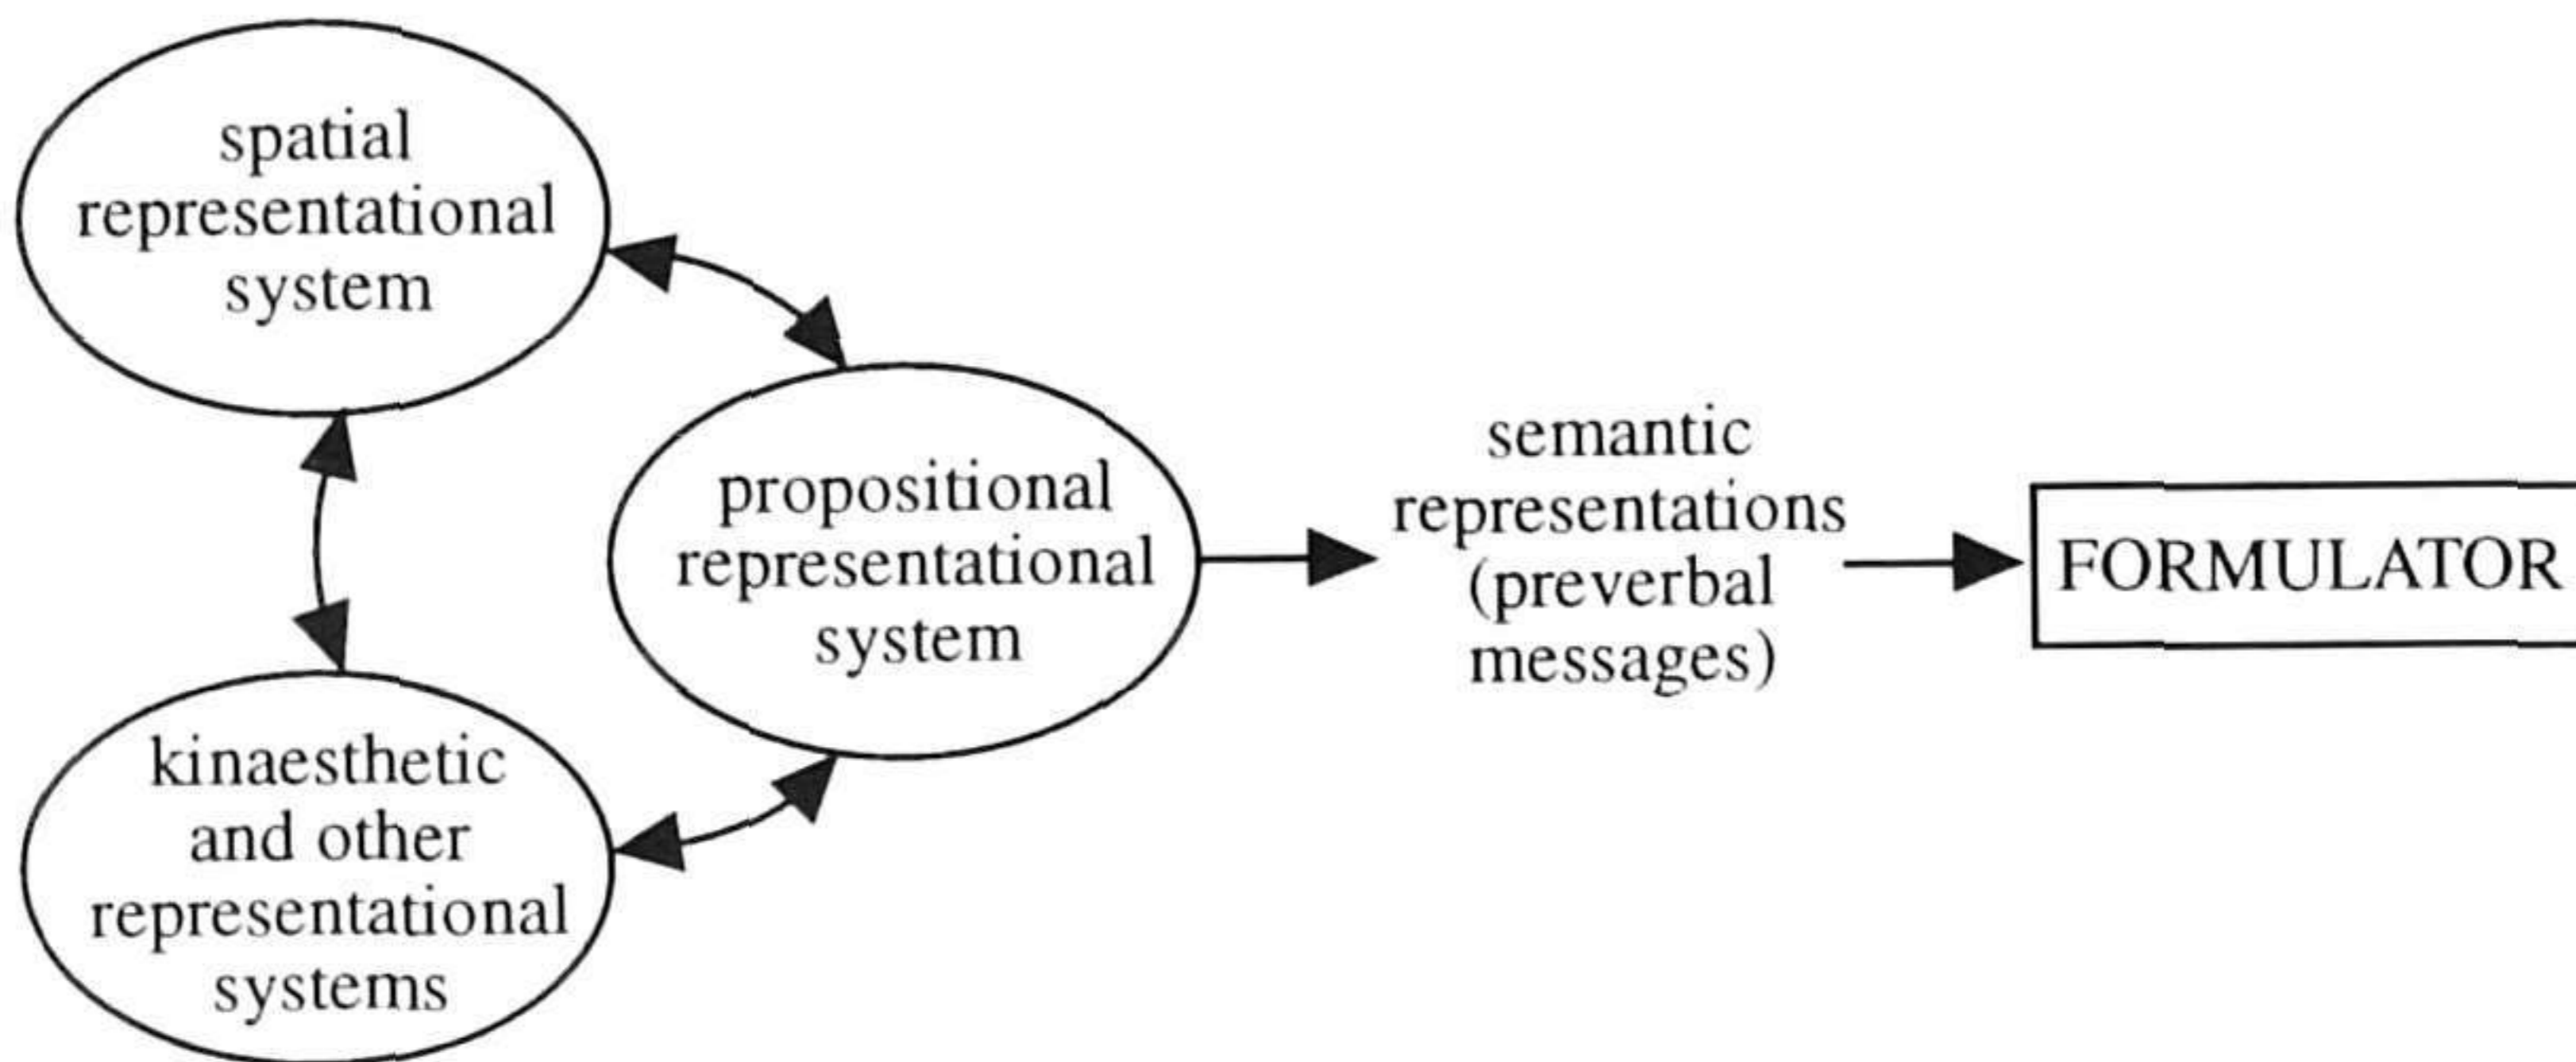 spatial
representational
system
propositional
representational
system
kinaesthetic
and other
representational
systems
semantic
representations
(preverbal
messages)
FORMULATOR